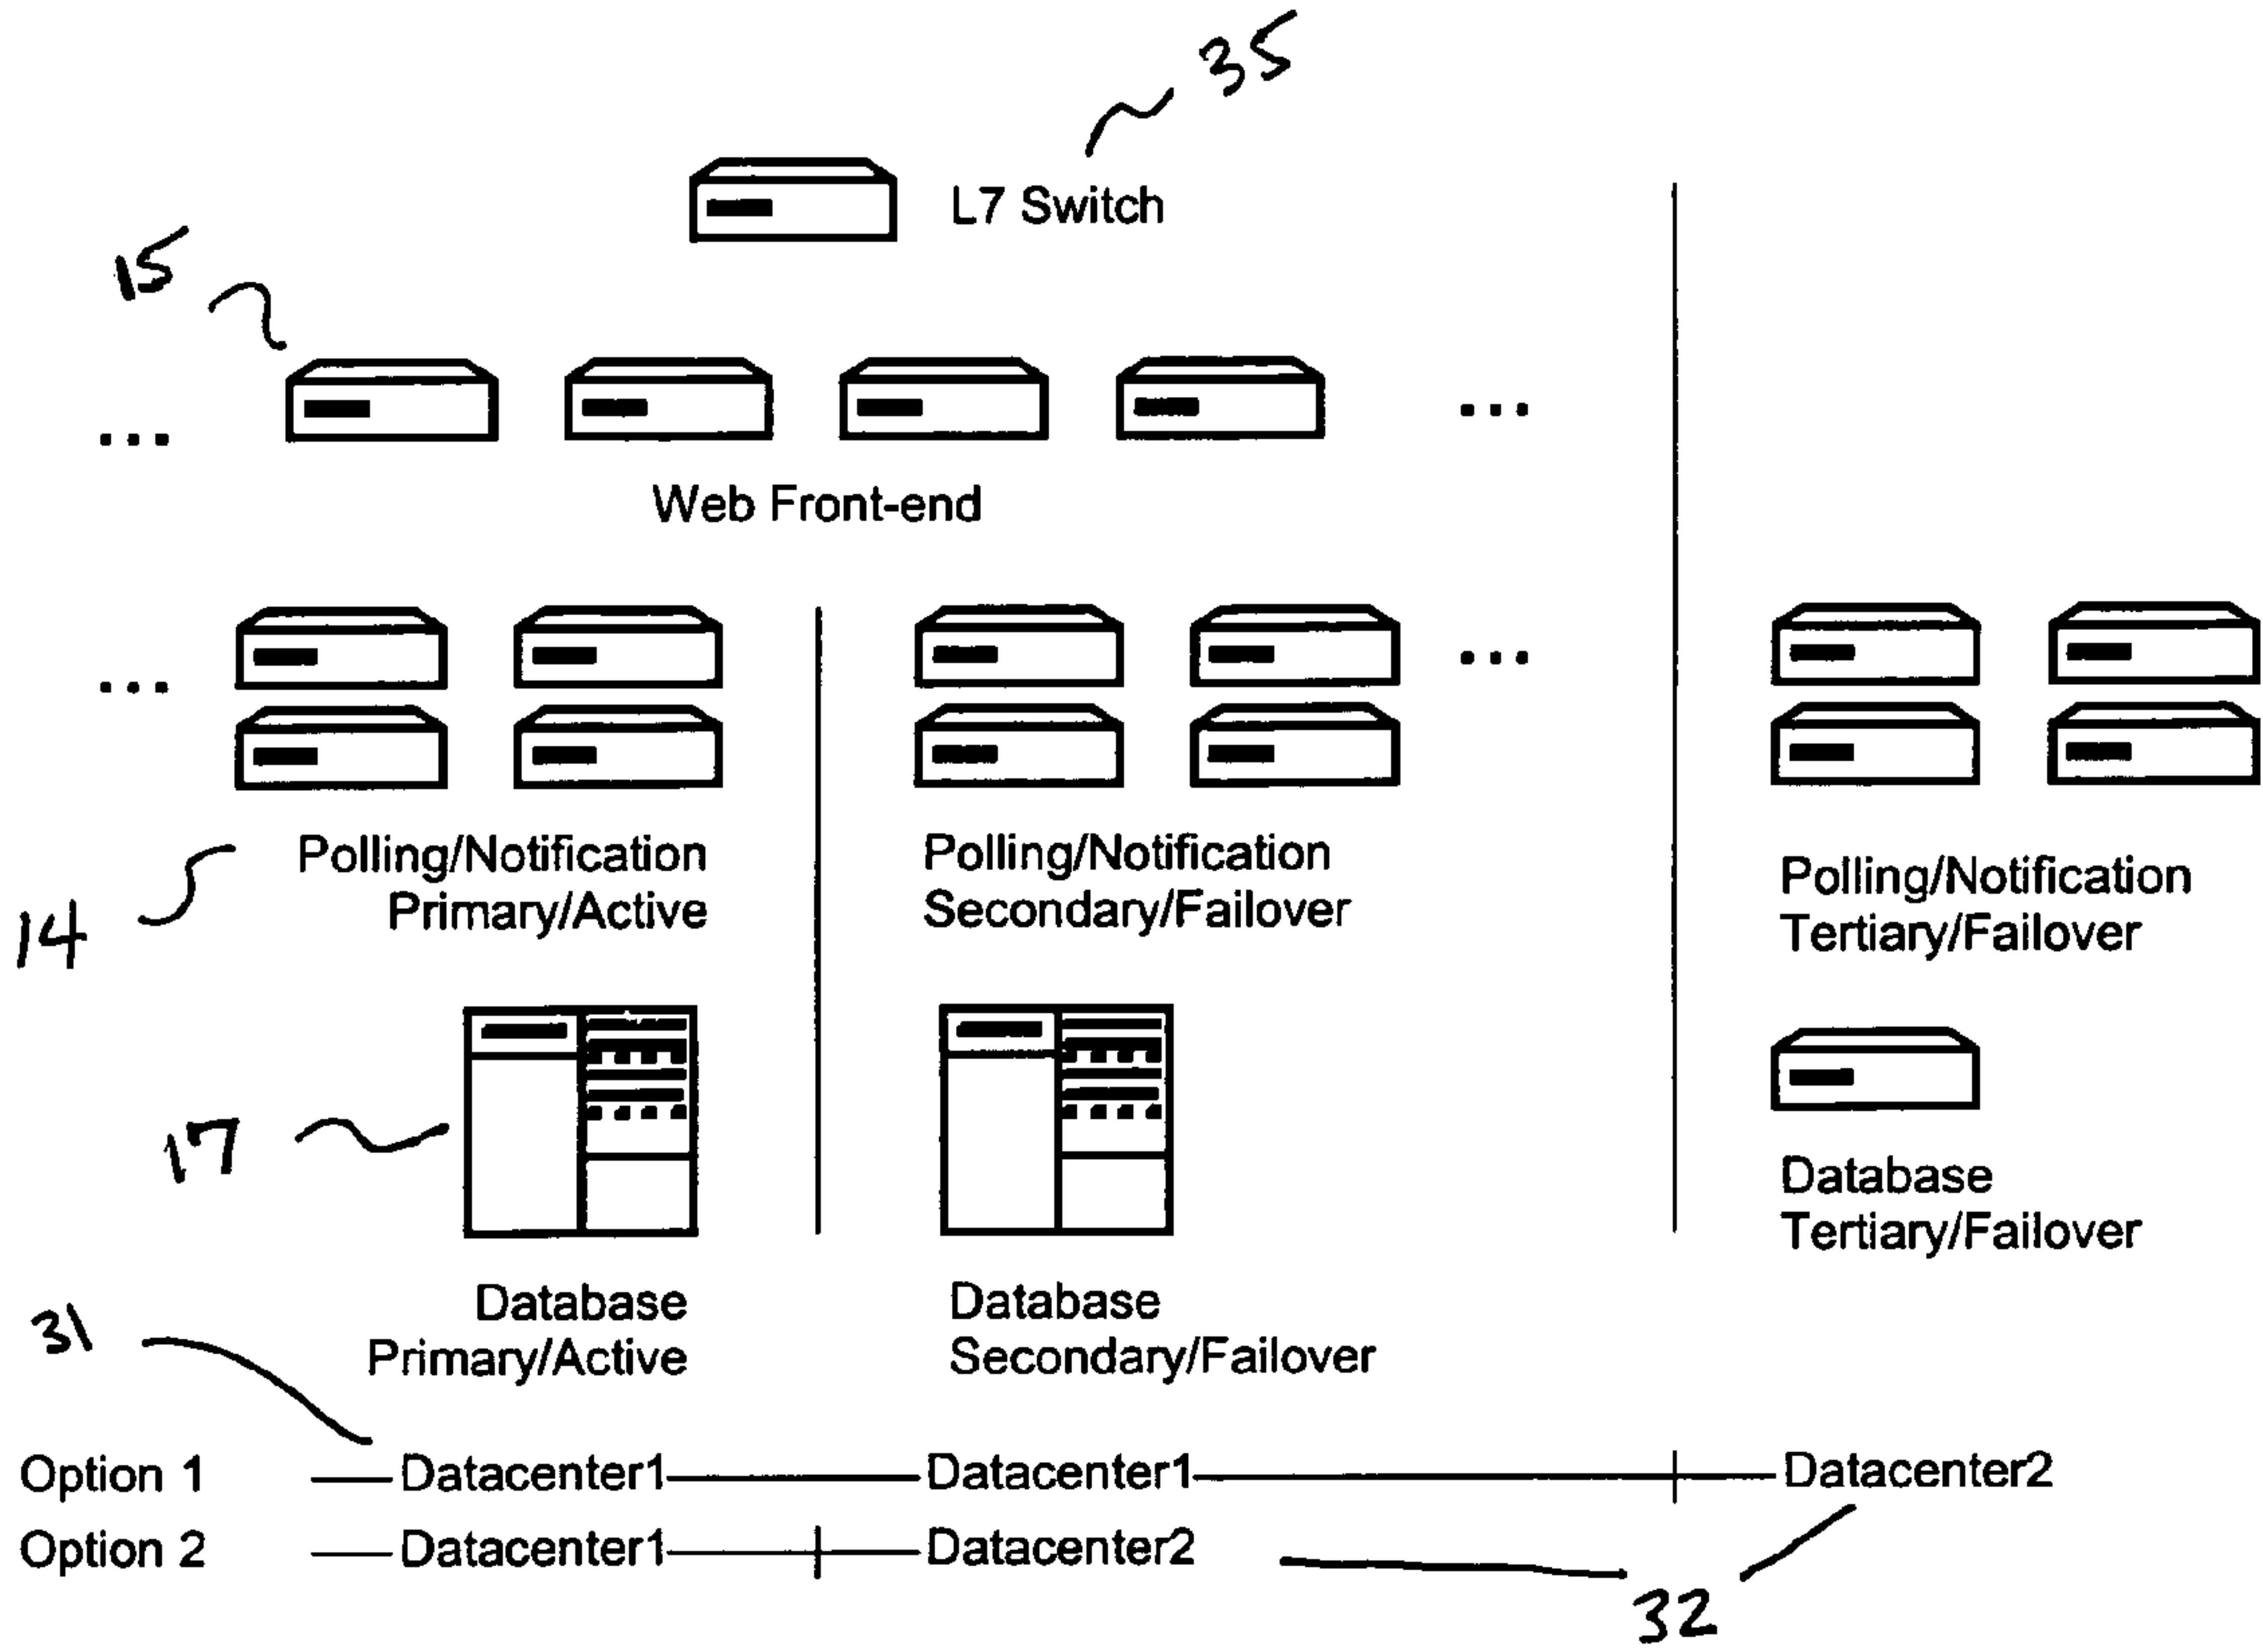 35
L7 Switch
15
... ...
Web Front-end
... ...
Polling/Notification
Primary/Active
Polling/Notification
Secondary/Failover
Polling/Notification
Tertiary/Failover
14
17
Database
Primary/Active
Database
Secondary/Failover
Database
Tertiary/Failover
31
Option 1 Datacenter1 Datacenter1 Datacenter2
Option 2 Datacenter1 Datacenter2
32